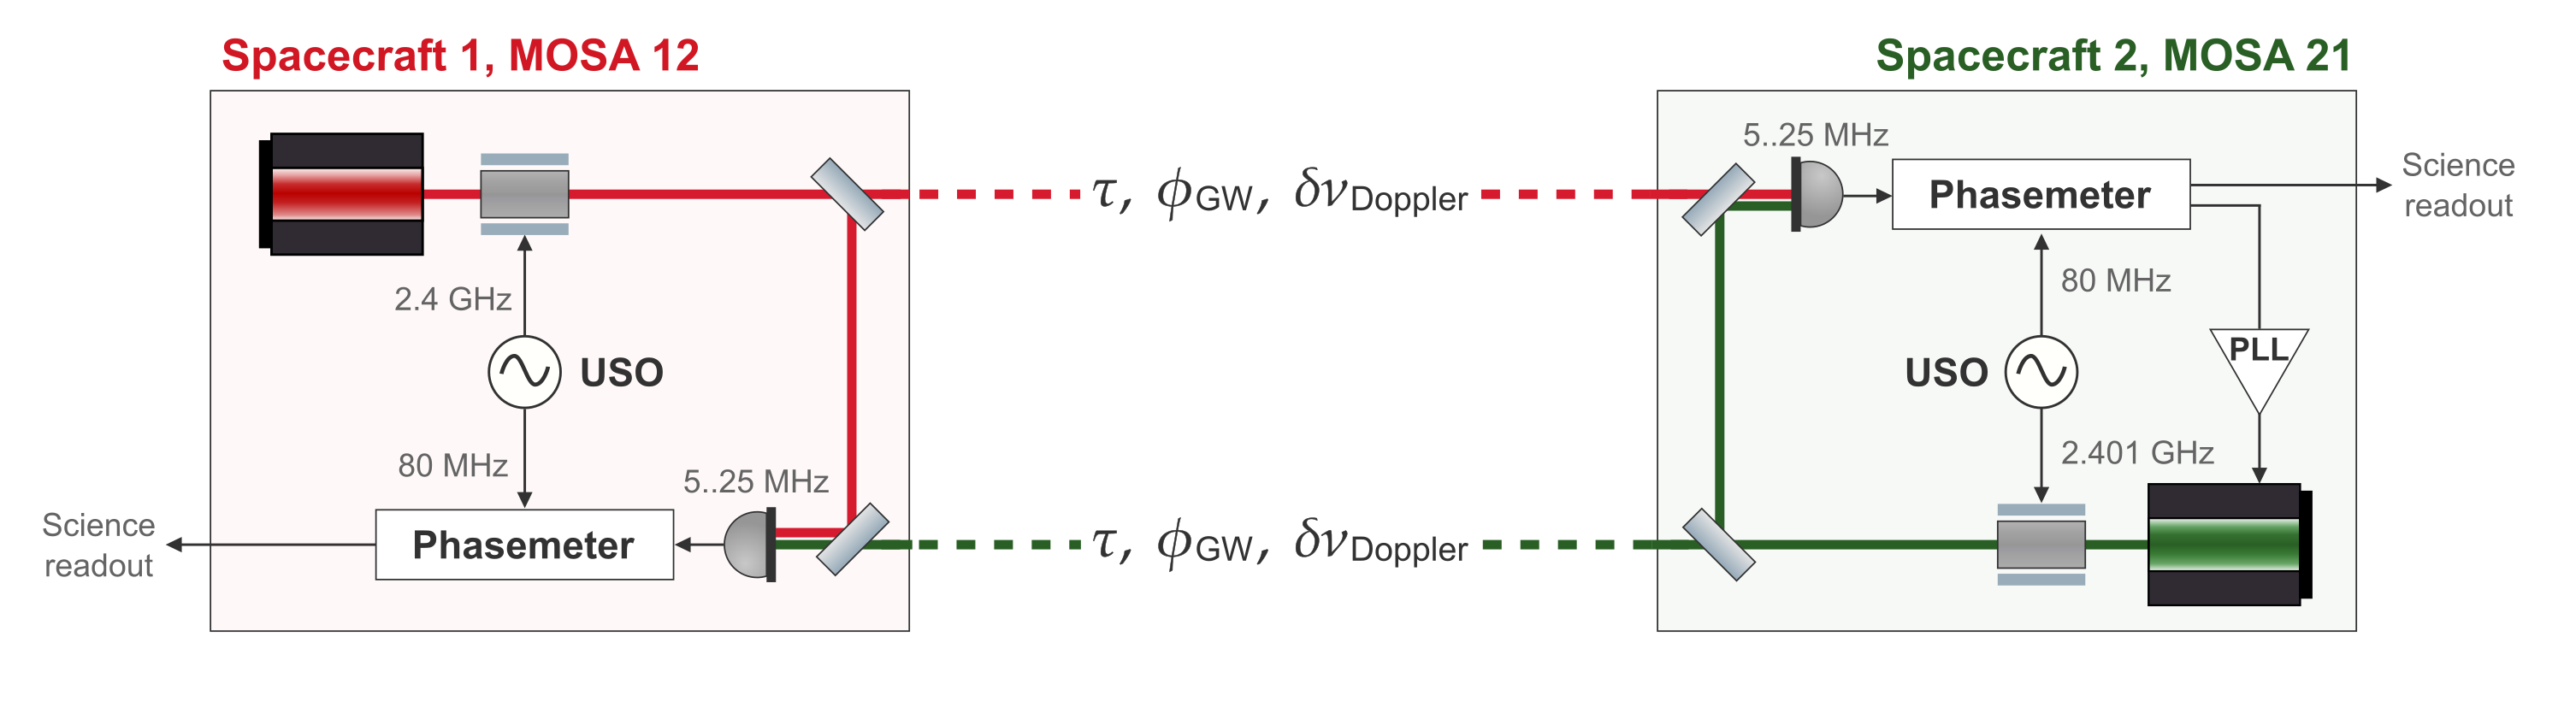 Spacecraft 1, MOSA 12
2.4 GHz
USO
80 MHz
5..25 MHz
Phasemeter
Science
readout
τ, ϕGW, δνDoppler
τ, ϕGW, δνDoppler
Spacecraft 2, MOSA 21
5..25 MHz
Phasemeter
Science
readout
80 MHz
USO
PLL
2.401 GHz